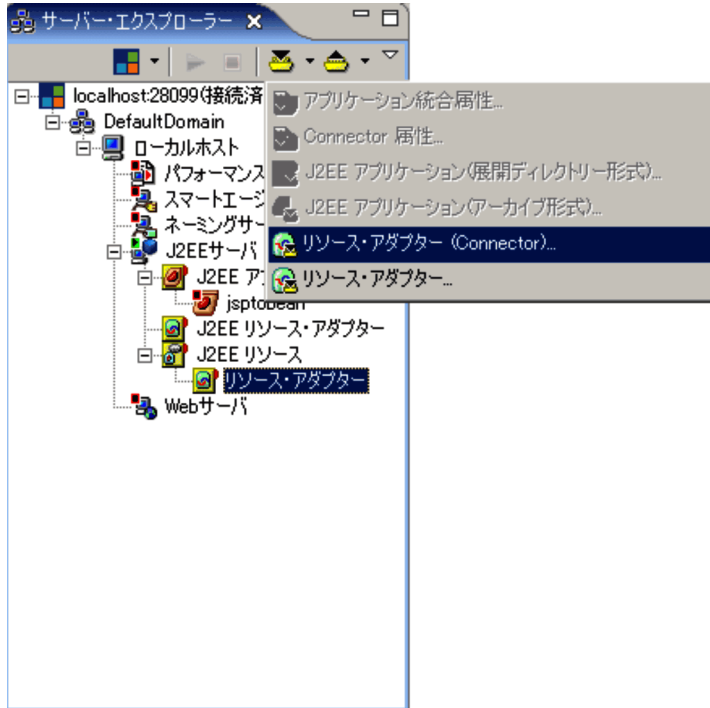 サーバー・エクスプローラー
localhost:28099(接続済
アプリケーション統合属性...
DefaultDomain
Connector 属性...
ローカルホスト
パフォーマンス
J2EE アプリケーション(展開ディレクトリー形式)...
スマートエージ
J2EE アプリケーション(アーカイブ形式)...
ネーミングサー
J2EEサーバ
リソース・アダプター (Connector)...
J2EE ア
リソース・アダプター...
jsptobean
J2EE リソース・アダプター
J2EE リソース
リソース・アダプター
Webサーバ